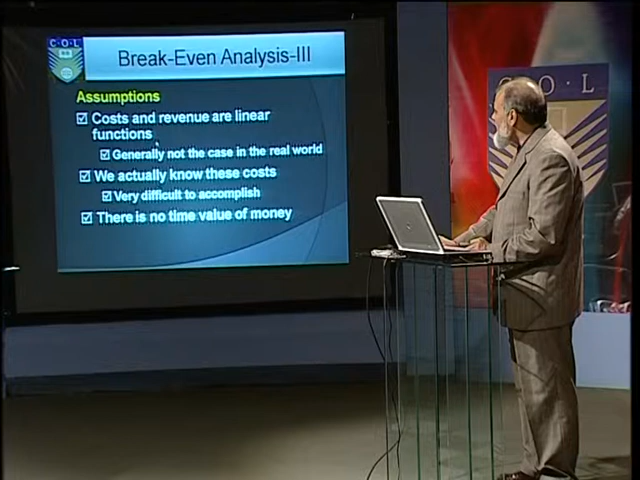 C·O·L
Break-Even Analysis-III
Assumptions
Costs and revenue are linear
functions
Generally not the case in the real world
We actually know these costs
Very difficult to accomplish
There is no time value of money
C O · L